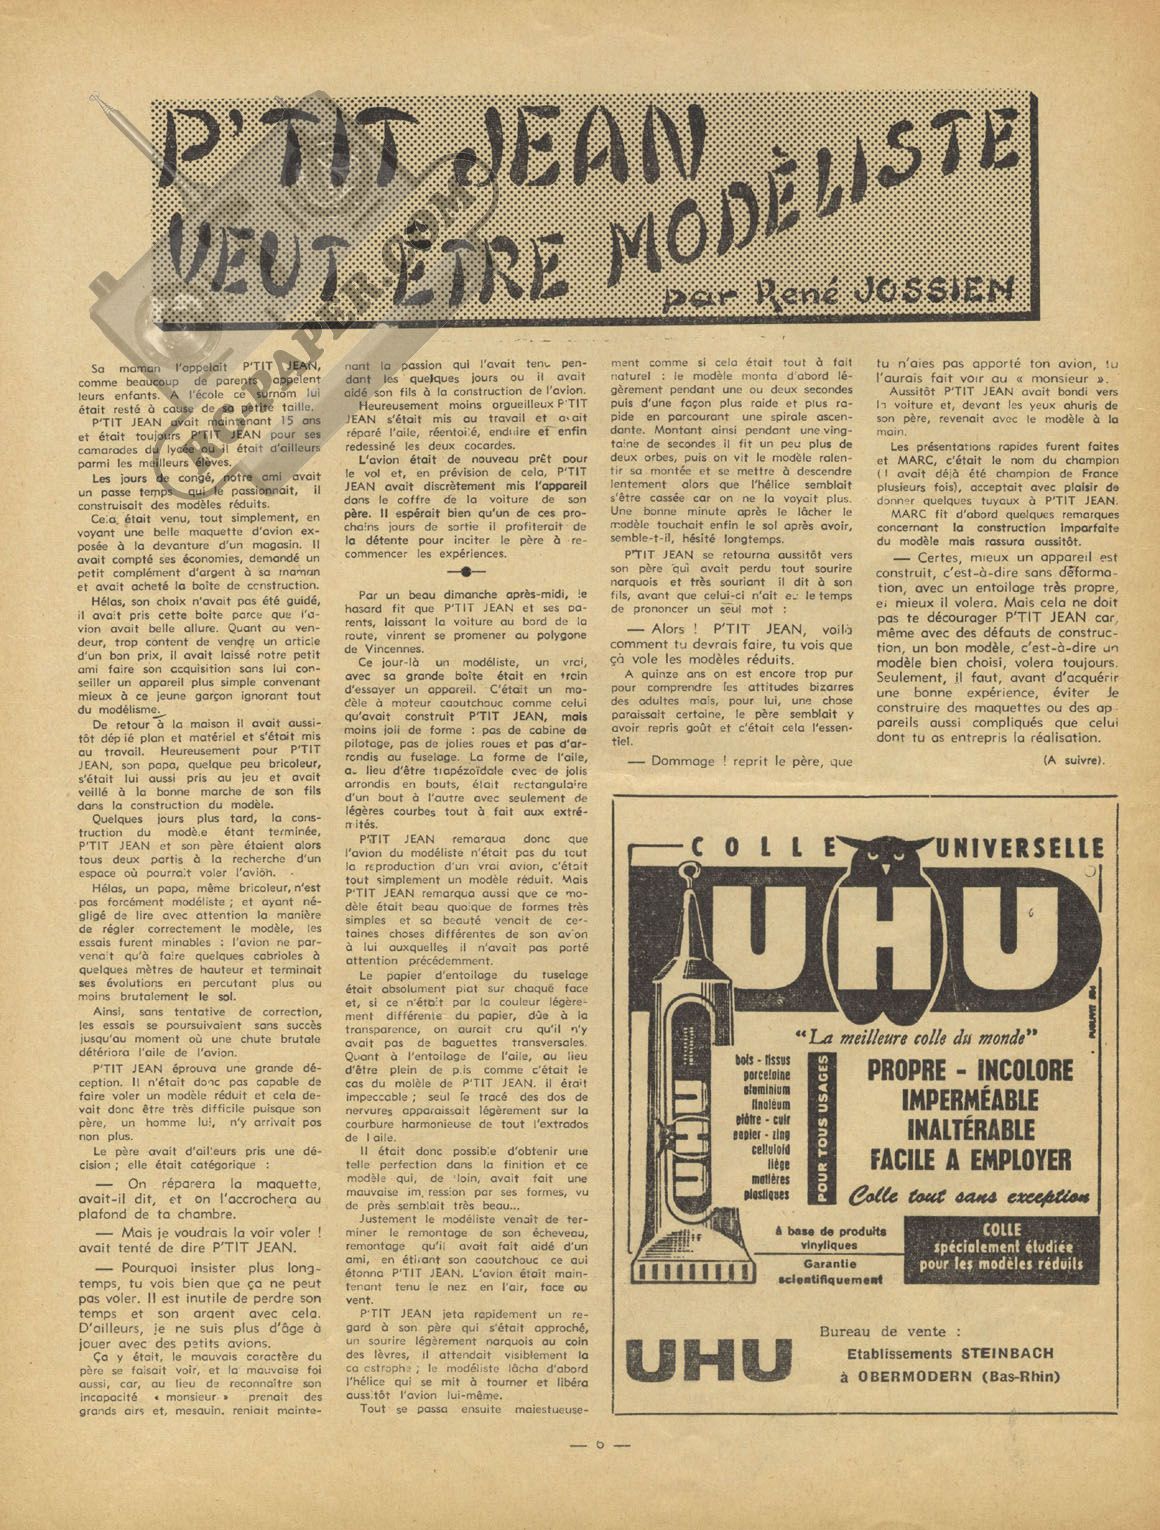 P'TIT JEAN
VEUT ÊTRE MODÈLISTE
par René JOSSIEN
RC-PAPER.COM
Sa maman l'appelait P'TIT JEAN,
comme beaucoup de parents appelent
leurs enfants. A l'école ce surnom lui
était resté à cause de sa petite taille.
P'TIT JEAN avait maintenant 15 ans
et était toujours P'TIT JEAN pour ses
camarades du lycée où il était d'ailleurs
parmi les meilleurs élèves.
Les jours de congé, notre ami avait
un passe temps qui le passionnait, il
construisait des modèles réduits.
Cela était venu, tout simplement, en
voyant une belle maquette d'avion ex-
posée à la devanture d'un magasin. Il
avait compté ses économies, demandé un
petit complément d'argent à sa maman
et avait acheté la boîte de construction.
Hélas, son choix n'avait pas été guidé,
il avait pris cette boîte parce que l'a-
vion avait belle allure. Quant au ven-
deur, trop content de vendre un article
d'un bon prix, il avait laissé notre petit
ami faire son acquisition sans lui con-
seiller un appareil plus simple convenant
mieux à ce jeune garçon ignorant tout
du modélisme.
De retour à la maison il avait aussi-
tôt déplié plan et matériel et s'était mis
au travail. Heureusement pour P'TIT
JEAN, son papa, quelque peu bricoleur,
s'était lui aussi pris au jeu et avait
veillé à la bonne marche de son fils
dans la construction du modèle.
Quelques jours plus tard, la cons-
truction du modèle étant terminée,
P'TIT JEAN et son père étaient alors
tous deux partis à la recherche d'un
espace où pourrait voler l'avion.
Hélas, un papa, même bricoleur, n'est
pas forcément modéliste ; et ayant né-
gligé de lire avec attention la manière
de régler correctement le modèle, les
essais furent minables : l'avion ne par-
venait qu'à faire quelques cabrioles à
quelques mètres de hauteur et terminait
ses évolutions en percutant plus ou
moins brutalement le sol.
Ainsi, sans tentative de correction,
les essais se poursuivaient sans succès
jusqu'au moment où une chute brutale
détériora l'aile de l'avion.
P'TIT JEAN éprouva une grande dé-
ception. Il n'était donc pas capable de
faire voler un modèle réduit et cela de-
vait donc être très difficile puisque son
père, un homme lui, n'y arrivait pas
non plus.
Le père avait d'ailleurs pris une dé-
cision ; elle était catégorique :
— On réparera la maquette,
avait-il dit, et on l'accrochera au
plafond de ta chambre.
— Mais je voudrais la voir voler !
avait tenté de dire P'TIT JEAN.
— Pourquoi insister plus long-
temps, tu vois bien que ça ne peut
pas voler. Il est inutile de perdre son
temps et son argent avec cela.
D'ailleurs, je ne suis plus d'âge à
jouer avec des petits avions.
Ça y était, le mauvais caractère du
père se faisait voir, et la mauvaise foi
aussi, car, au lieu de reconnaître son
incapacité « monsieur » prenait des
grands airs et, mesquin, reniait mainte-
nant la passion qui l'avait tenu pen-
dant les quelques jours ou il avait
aidé son fils à la construction de l'avion.
Heureusement moins orgueilleux P'TIT
JEAN s'était mis au travail et avait
réparé l'aile, réentoilé, enduire et enfin
redessiné les deux cocardes.
L'avion était de nouveau prêt pour
le vol et, en prévision de cela, P'TIT
JEAN avait discrètement mis l'appareil
dans le coffre de la voiture de son
père. Il espérait bien qu'un de ces pro-
chains jours de sortie il profiterait de
la détente pour inciter le père à re-
commencer les expériences.
Par un beau dimanche après-midi, le
hasard fit que P'TIT JEAN et ses pa-
rents, laissant la voiture au bord de la
route, vinrent se promener au polygone
de Vincennes.
Ce jour-là un modéliste, un vrai,
avec sa grande boîte était en train
d'essayer un appareil. C'était un mo-
dèle à moteur caoutchouc comme celui
qu'avait construit P'TIT JEAN, mais
moins joli de forme : pas de cabine de
pilotage, pas de jolies roues et pas d'ar-
rondis au fuselage. La forme de l'aile,
au lieu d'être trapézoïdale avec de jolis
arrondis en bouts, était rectangulaire
d'un bout à l'autre avec seulement de
légères courbes tout à fait aux extré-
mités.
P'TIT JEAN remarqua donc que
l'avion du modéliste n'était pas du tout
la reproduction d'un vrai avion, c'était
tout simplement un modèle réduit. Mais
P'TIT JEAN remarqua aussi que ce mo-
dèle était beau quoique de formes très
simples et sa beauté venait de cer-
taines choses différentes de son avion
à lui auxquelles il n'avait pas porté
attention précédemment.
Le papier d'entoilage du fuselage
était absolument plat sur chaque face
et, si ce n'était par la couleur légère-
ment différente du papier, dûe à la
transparence, on aurait cru qu'il n'y
avait pas de baguettes transversales.
Quant à l'entoilage de l'aile, au lieu
d'être plein de plis comme c'était le
cas du molèle de P'TIT JEAN, il était
impeccable ; seul le tracé des dos de
nervures apparaissait légèrement sur la
courbure harmonieuse de tout l'extrados
de l'aile.
Il était donc possible d'obtenir une
telle perfection dans la finition et ce
modèle qui, de loin, avait fait une
mauvaise impression par ses formes, vu
de près semblait très beau...
Justement le modéliste venait de ter-
miner le remontage de son écheveau,
remontage qu'il avait fait aidé d'un
ami, en étirant son caoutchouc ce qui
étonna P'TIT JEAN. L'avion était main-
tenant tenu le nez en l'air, face au
vent.
P'TIT JEAN jeta rapidement un re-
gard à son père qui s'était approché,
un sourire légèrement narquois au coin
des lèvres, il attendait visiblement la
catastrophe ; le modéliste lâcha d'abord
l'hélice qui se mit à tourner et libéra
aussitôt l'avion lui-même.
Tout se passa ensuite majestueuse-
ment comme si cela était tout à fait
naturel : le modèle monta d'abord lé-
gèrement pendant une ou deux secondes
puis d'une façon plus raide et plus ra-
pide en parcourant une spirale ascen-
dante. Montant ainsi pendant une ving-
taine de secondes il fit un peu plus de
deux orbes, puis on vit le modèle ralen-
tir sa montée et se mettre à descendre
lentement alors que l'hélice semblait
s'être cassée car on ne la voyait plus.
Une bonne minute après le lâcher le
modèle touchait enfin le sol après avoir,
semble-t-il, hésité longtemps.
P'TIT JEAN se retourna aussitôt vers
son père qui avait perdu tout sourire
narquois et très souriant il dit à son
fils, avant que celui-ci n'ait eu le temps
de prononcer un seul mot :
— Alors ! P'TIT JEAN, voilà
comment tu devrais faire, tu vois que
çà vole les modèles réduits.
A quinze ans on est encore trop pur
pour comprendre les attitudes bizarres
des adultes mais, pour lui, une chose
paraissait certaine, le père semblait y
avoir repris goût et c'était cela l'essen-
tiel.
— Dommage ! reprit le père, que
tu n'aies pas apporté ton avion, tu
l'aurais fait voir au « monsieur ».
Aussitôt P'TIT JEAN avait bondi vers
la voiture et, devant les yeux ahuris de
son père, revenait avec le modèle à la
main.
Les présentations rapides furent faites
et MARC, c'était le nom du champion
(il avait déjà été champion de France
plusieurs fois), acceptait avec plaisir de
donner quelques tuyaux à P'TIT JEAN.
MARC fit d'abord quelques remarques
concernant la construction imparfaite
du modèle mais rassura aussitôt.
— Certes, mieux un appareil est
construit, c'est-à-dire sans déforma-
tion, avec un entoilage très propre,
et mieux il volera. Mais cela ne doit
pas te décourager P'TIT JEAN car,
même avec des défauts de construc-
tion, un bon modèle, c'est-à-dire un
modèle bien choisi, volera toujours.
Seulement, il faut, avant d'acquérir
une bonne expérience, éviter de
construire des maquettes ou des ap-
pareils aussi compliqués que celui
dont tu as entrepris la réalisation.
(A suivre).
COLLE UNIVERSELLE
UHU
"La meilleure colle du monde"
UHU
bois - tissus
porcelaine
aluminium
linoléum
plâtre - cuir
papier - zing
celluloid
liège
matières
plastiques
POUR TOUS USAGES
PROPRE - INCOLORE
IMPERMÉABLE
INALTÉRABLE
FACILE A EMPLOYER
Colle tout sans exception
à base de produits
vinyliques
Garantie
scientifiquement
COLLE
spécialement étudiée
pour les modèles réduits
UHU
Bureau de vente :
Etablissements STEINBACH
à OBERMODERN (Bas-Rhin)
— 6 —